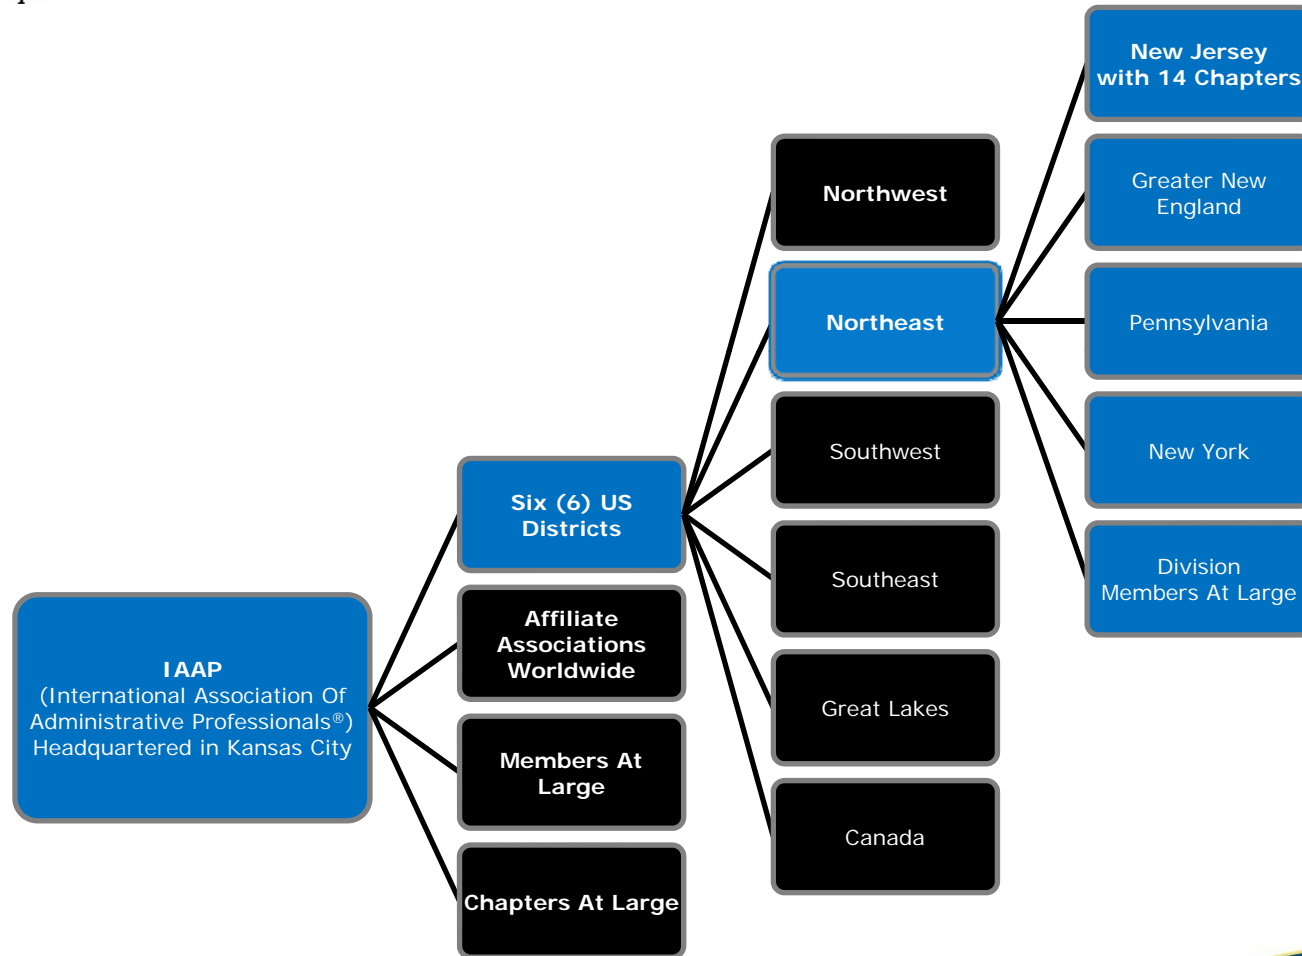 IAAP
(International Association Of
Administrative Professionals®)
Headquartered in Kansas City
Six (6) US
Districts
Affiliate
Associations
Worldwide
Members At
Large
Chapters At Large
Northwest
Northeast
Southwest
Southeast
Great Lakes
Canada
New Jersey
with 14 Chapters
Greater New
England
Pennsylvania
New York
Division
Members At Large